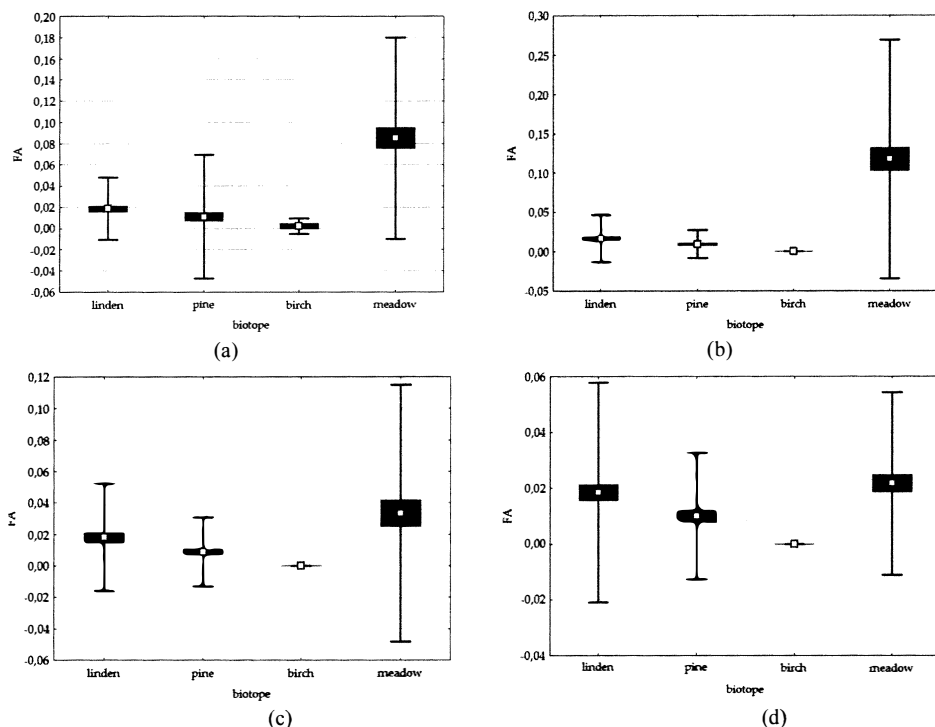 0,20
0,18
0,16
0,14
0,12
0,10
0,08
0,06
0,04
0,02
0,00
-0,02
-0,04
-0,06
FA
linden pine birch meadow
biotope
(a)
0,30
0,25
0,20
0,15
0,10
0,05
0,00
-0,05
FA
linden pine birch meadow
biotope
(b)
0,12
0,10
0,08
0,06
0,04
0,02
0,00
-0,02
-0,04
-0,06
FA
linden pine birch meadow
biotope
(c)
0,06
0,04
0,02
0,00
-0,02
-0,04
FA
linden pine birch meadow
biotope
(d)